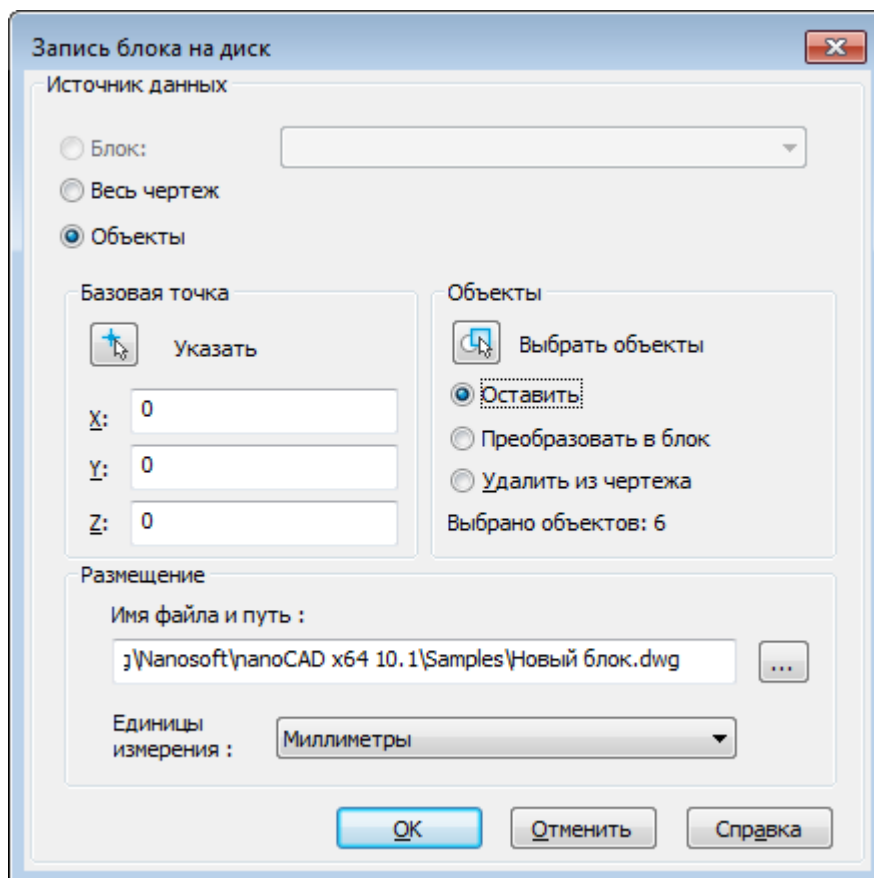 Запись блока на диск
Источник данных
Блок:
Весь чертеж
Объекты
Базовая точка
Указать
X: 0
Y: 0
Z: 0
Объекты
Выбрать объекты
Оставить
Преобразовать в блок
Удалить из чертежа
Выбрано объектов: 6
Размещение
Имя файла и путь :
\Nanosoft\nanoCAD x64 10.1\Samples\Новый блок.dwg
...
Единицы
измерения :
Миллиметры
OK
Отменить
Справка